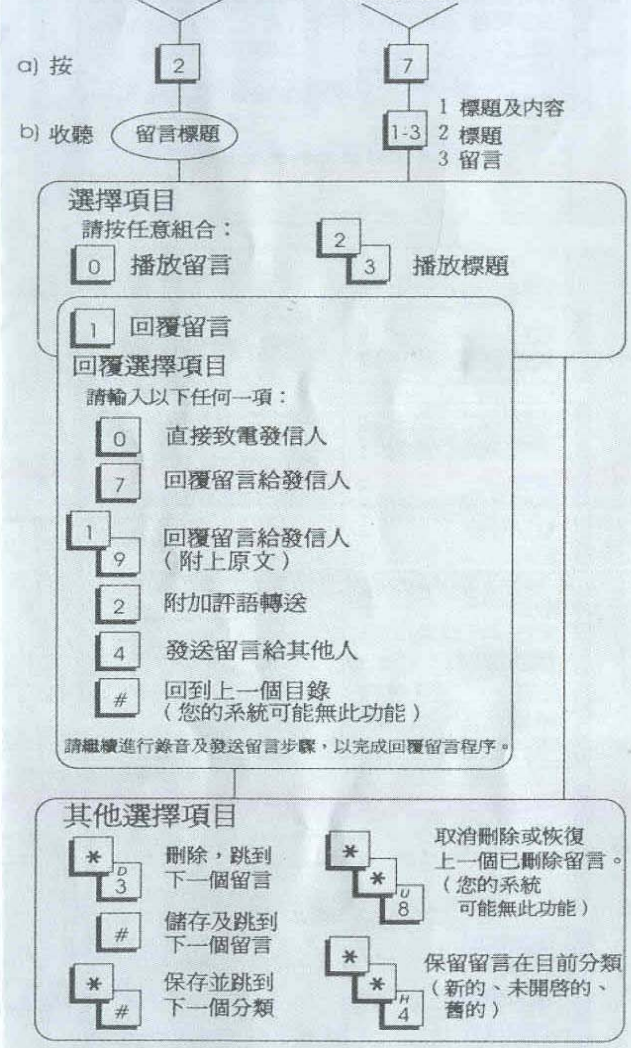 a) 按 2 7
b) 收聽 留言標題 1-3 1 標題及內容
2 標題
3 留言
選擇項目
請按任意組合：
0 播放留言 2 3 播放標題
1 回覆留言
回覆選擇項目
請輸入以下任何一項：
0 直接致電發信人
7 回覆留言給發信人
1 9 回覆留言給發信人
（附上原文）
2 附加評語轉送
4 發送留言給其他人
# 回到上一個目錄
（您的系統可能無此功能）
請繼續進行錄音及發送留言步驟，以完成回覆留言程序。
其他選擇項目
* D 3 刪除，跳到
下一個留言
# 儲存及跳到
下一個留言
* # 保存並跳到
下一個分類
* * U 8 取消刪除或恢復
上一個已刪除留言。
（您的系統
可能無此功能）
* * H 4 保留留言在目前分類
（新的、未開啓的、
舊的）